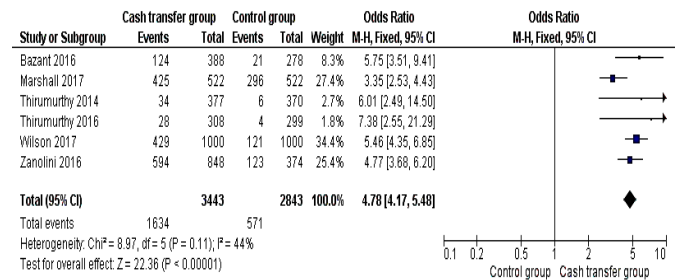 Cash transfer group Control group Odds Ratio Odds Ratio
Study or Subgroup Events Total Events Total Weight M-H, Fixed, 95% CI M-H, Fixed, 95% CI
Bazant 2016 124 388 21 278 8.3% 5.75 [3.51, 9.41]
Marshall 2017 425 522 296 522 27.4% 3.35 [2.53, 4.43]
Thirumurthy 2014 34 377 6 370 2.7% 6.01 [2.49, 14.50]
Thirumurthy 2016 28 308 4 299 1.8% 7.38 [2.55, 21.29]
Wilson 2017 429 1000 121 1000 34.4% 5.46 [4.35, 6.85]
Zanolini 2016 594 848 123 374 25.4% 4.77 [3.68, 6.20]
Total (95% CI) 3443 2843 100.0% 4.78 [4.17, 5.48]
Total events 1634 571
Heterogeneity: Chi² = 8.97, df = 5 (P = 0.11); I² = 44%
Test for overall effect: Z = 22.36 (P < 0.00001)
0.1 0.2 0.5 1 2 5 10
Control group Cash transfer group